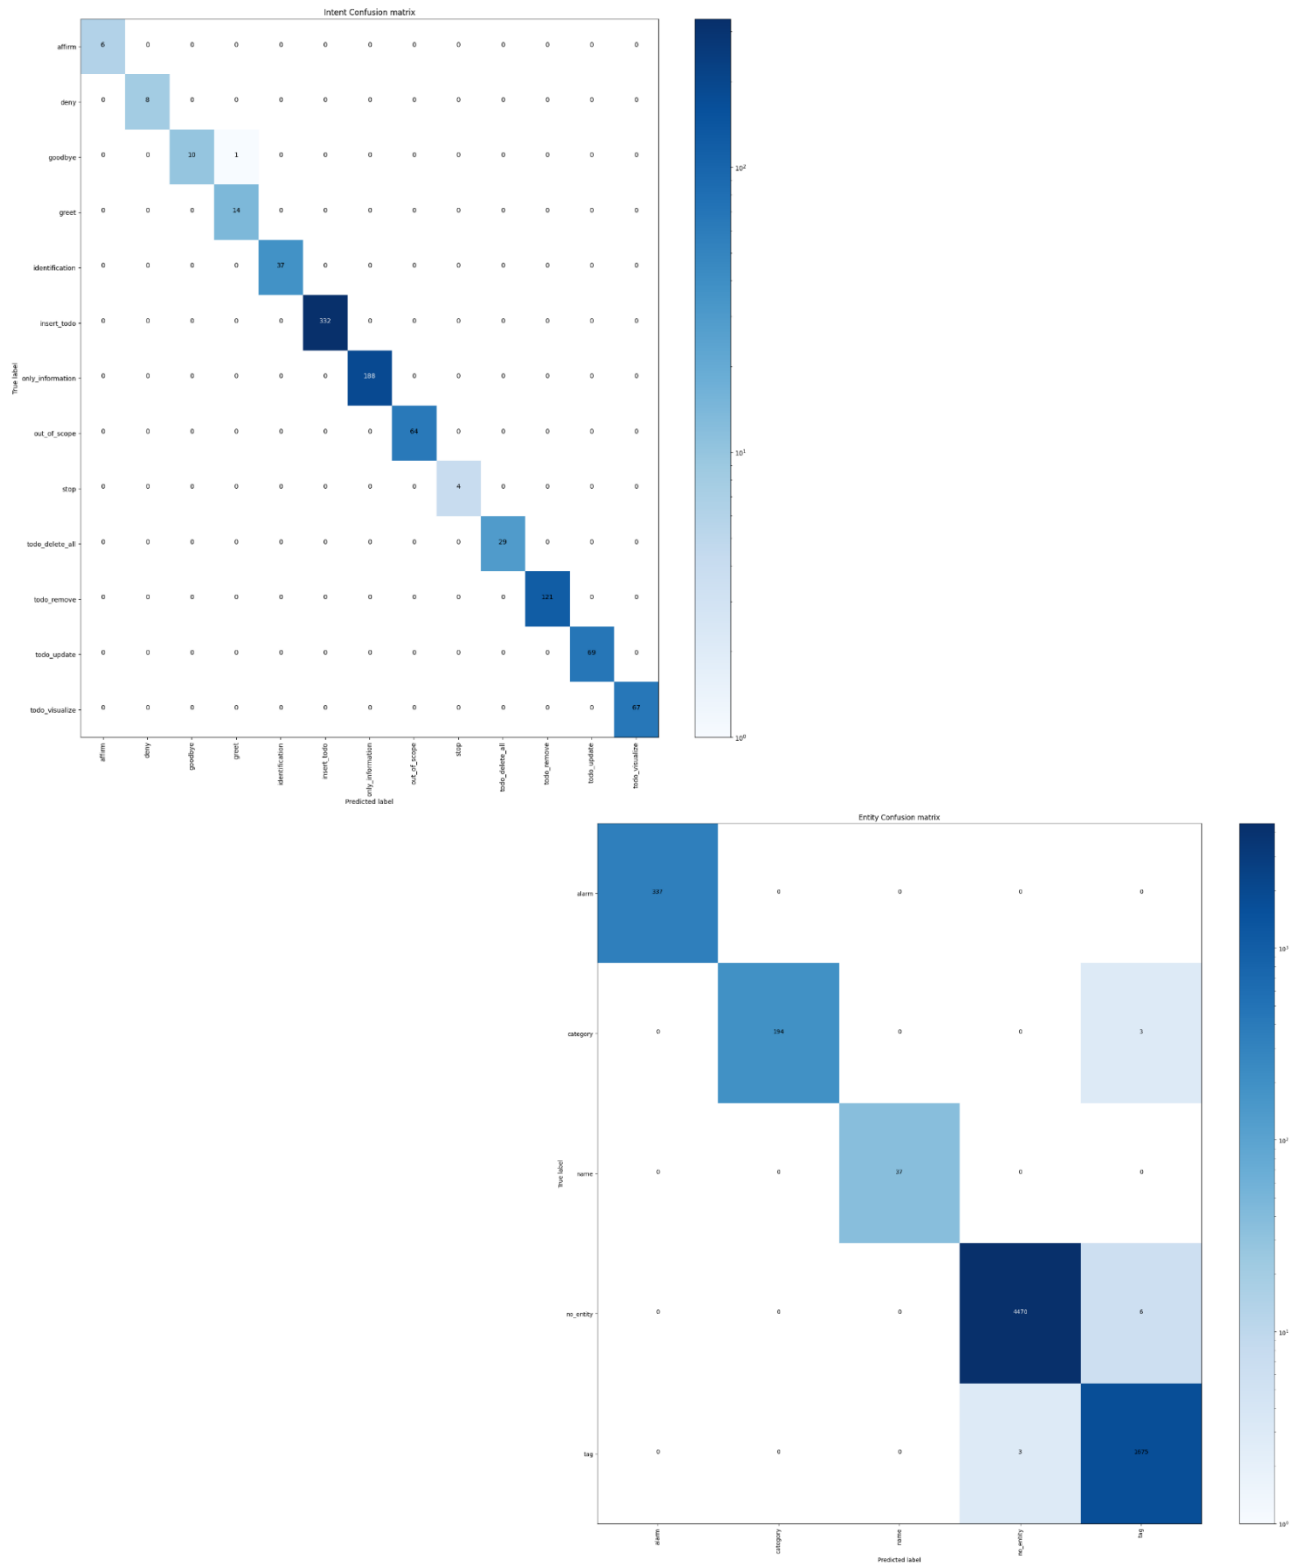 Intent Confusion matrix
affirm 6 0 0 0 0 0 0 0 0 0 0 0 0
deny 0 8 0 0 0 0 0 0 0 0 0 0 0
goodbye 0 0 10 1 0 0 0 0 0 0 0 0 0
greet 0 0 0 14 0 0 0 0 0 0 0 0 0
identification 0 0 0 0 37 0 0 0 0 0 0 0 0
insert_todo 0 0 0 0 0 332 0 0 0 0 0 0 0
only_information 0 0 0 0 0 0 0 0 0 0 0 0
out_of_scope 0 0 0 0 0 0 0 64 0 0 0 0 0
stop 0 0 0 0 0 0 0 0 4 0 0 0 0
todo_delete_all 0 0 0 0 0 0 0 0 0 29 0 0 0
todo_remove 0 0 0 0 0 0 0 0 0 0 121 0 0
todo_update 0 0 0 0 0 0 0 0 0 0 0 0
todo_visualize 0 0 0 0 0 0 0 0 0 0 0 0 67
True label
affirm deny goodbye greet identification insert_todo only_information out_of_scope stop todo_delete_all todo_remove todo_update todo_visualize
Predicted label
10²
10¹
10⁰
Entity Confusion matrix
alarm 0 0 0 0
category 0 194 0 0 3
name 0 0 37 0 0
no_entity 0 0 0 4470 6
tag 0 0 0 3
True label
alarm category name no_entity tag
Predicted label
10³
10²
10¹
10⁰